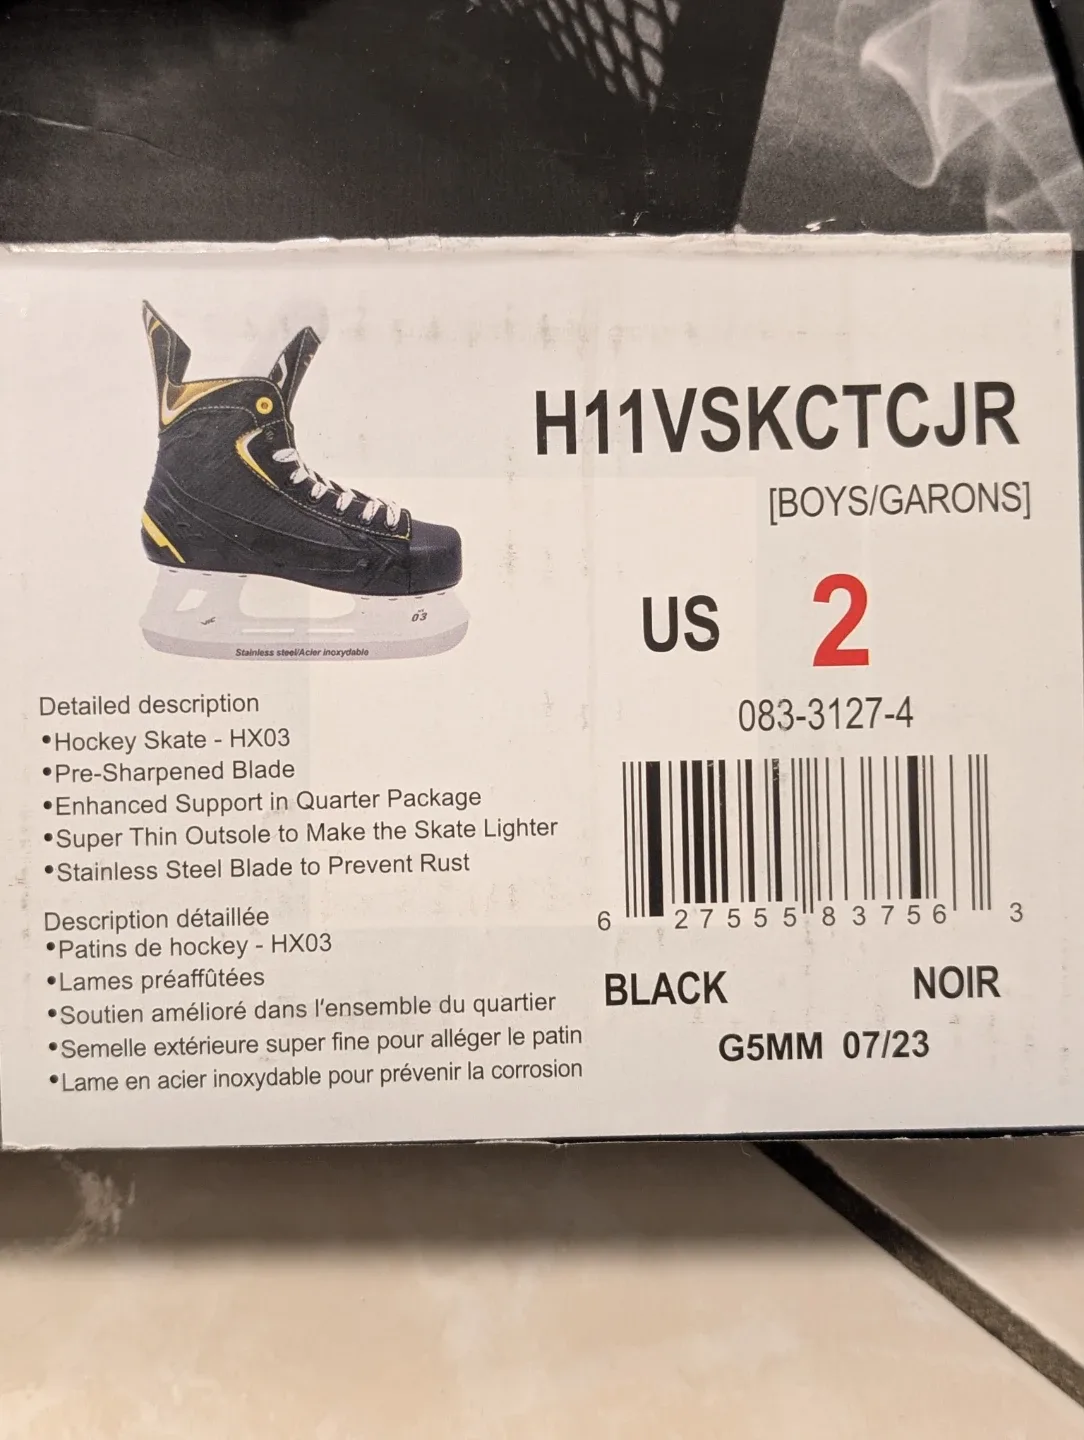 H11VSKCTCJR
[BOYS/GARONS]
US 2
083-3127-4
6 27555 83756 3
BLACK NOIR
G5MM 07/23
03
Stainless steel/Acier inoxydable
Detailed description
•Hockey Skate - HX03
•Pre-Sharpened Blade
•Enhanced Support in Quarter Package
•Super Thin Outsole to Make the Skate Lighter
•Stainless Steel Blade to Prevent Rust
Description détaillée
•Patins de hockey - HX03
•Lames préaffûtées
•Soutien amélioré dans l'ensemble du quartier
•Semelle extérieure super fine pour alléger le patin
•Lame en acier inoxydable pour prévenir la corrosion